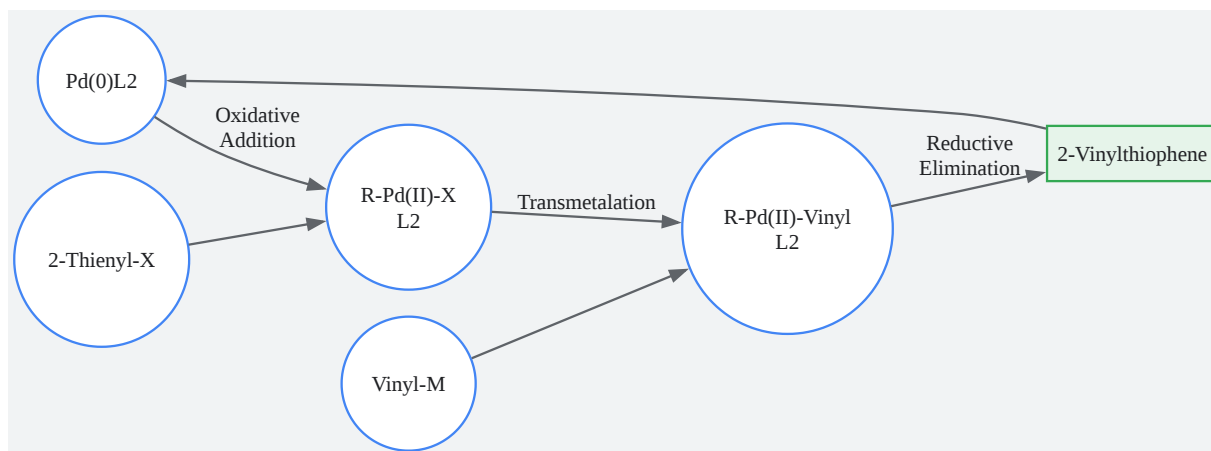 Pd(0)L2
Oxidative
Addition
2-Thienyl-X
R-Pd(II)-X
L2
Transmetalation
Vinyl-M
R-Pd(II)-Vinyl
L2
Reductive
Elimination
2-Vinylthiophene